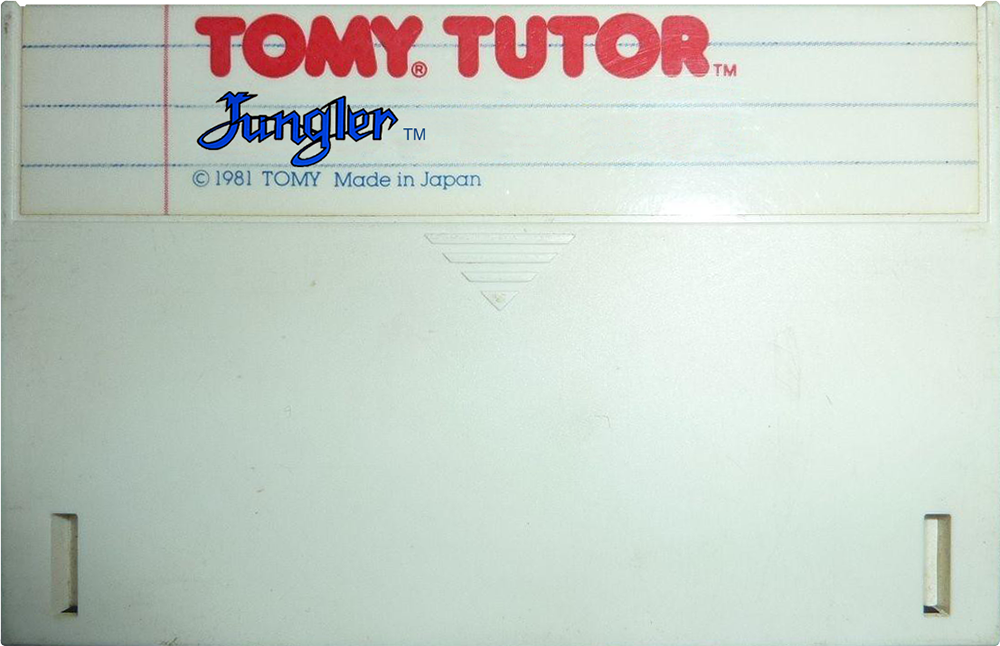 TOMY® TUTOR™
Jungler™
© 1981 TOMY Made in Japan